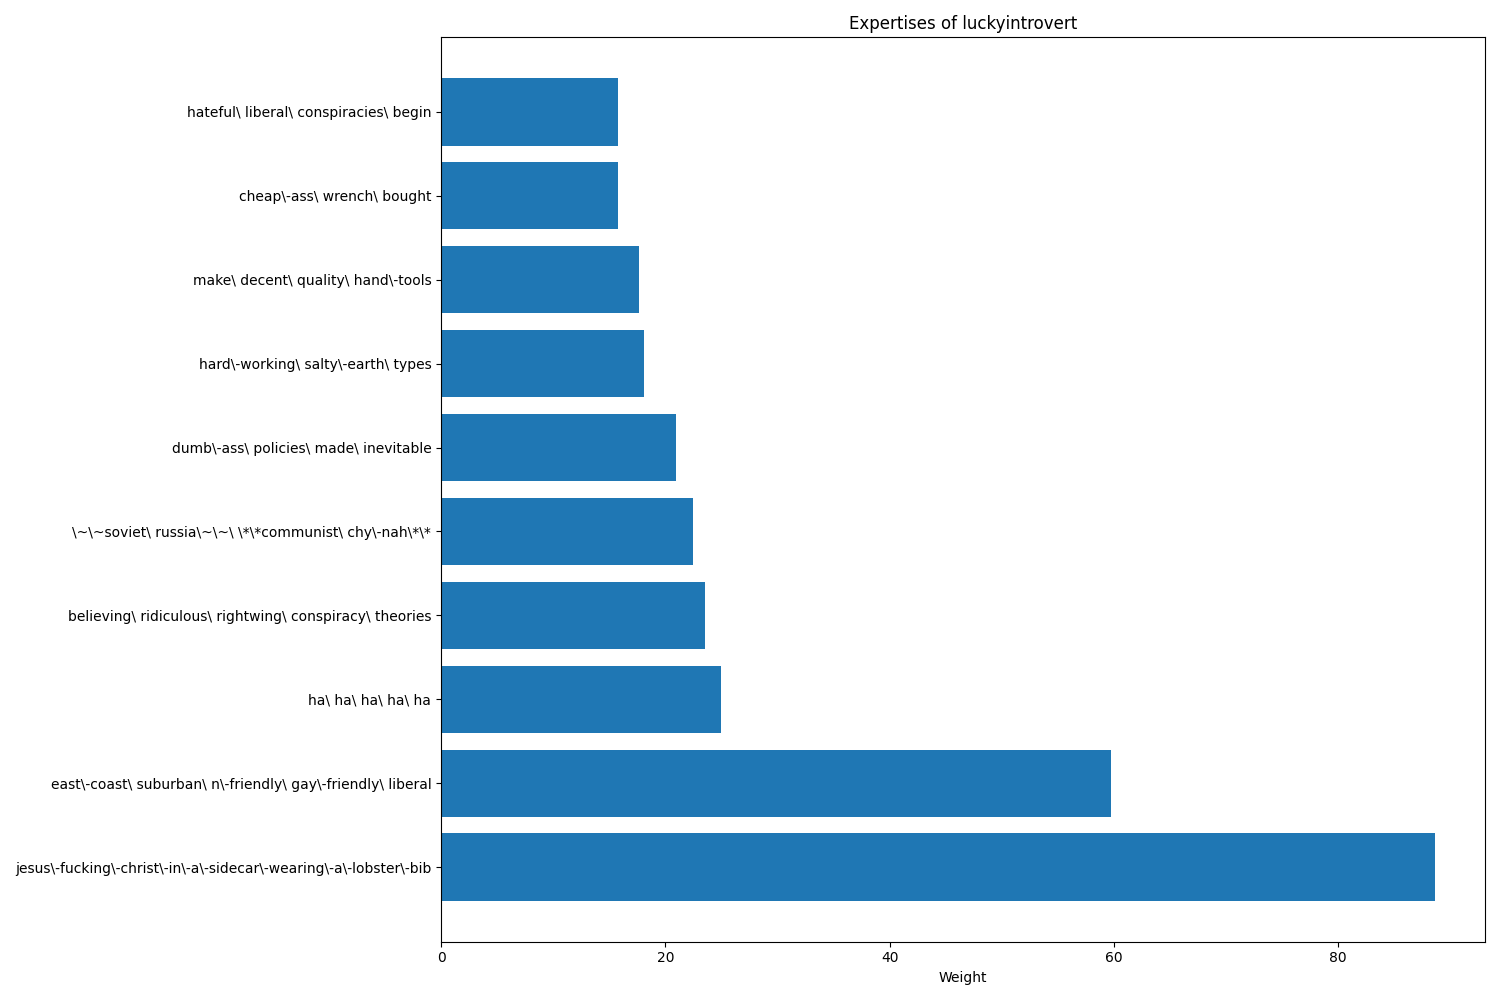 Expertises of luckyintrovert
hateful\ liberal\ conspiracies\ begin
cheap\-ass\ wrench\ bought
make\ decent\ quality\ hand\-tools
hard\-working\ salty\-earth\ types
dumb\-ass\ policies\ made\ inevitable
\~\~soviet\ russia\~\~\ \*\*communist\ chy\-nah\*\*
believing\ ridiculous\ rightwing\ conspiracy\ theories
ha\ ha\ ha\ ha\ ha
east\-coast\ suburban\ n\-friendly\ gay\-friendly\ liberal
jesus\-fucking\-christ\-in\-a\-sidecar\-wearing\-a\-lobster\-bib
0 20 40 60 80
Weight